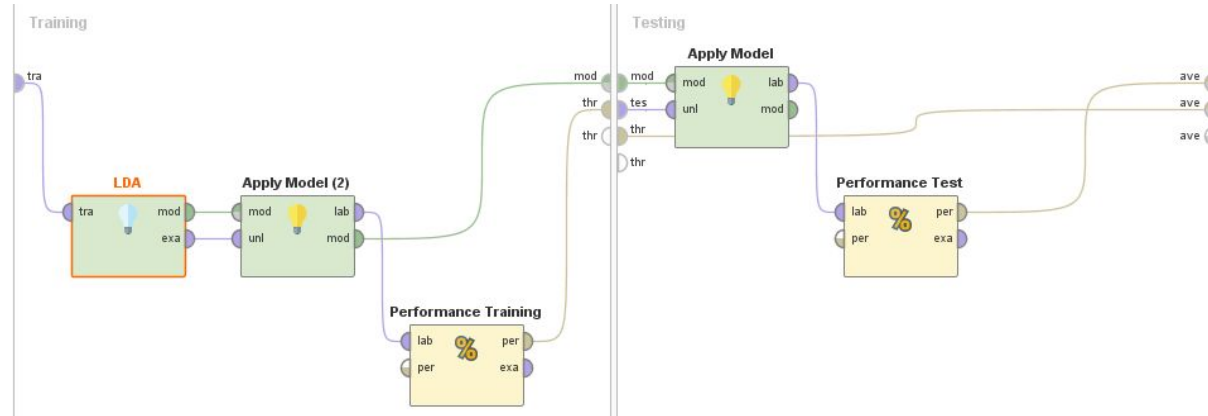 Training
tra
mod
thr
thr
LDA
tra
mod
exa
Apply Model (2)
mod
lab
unl
mod
Performance Training
lab
%
per
per
exa
Testing
mod
tes
thr
thr
Apply Model
mod
lab
unl
mod
Performance Test
lab
%
per
per
exa
ave
ave
ave